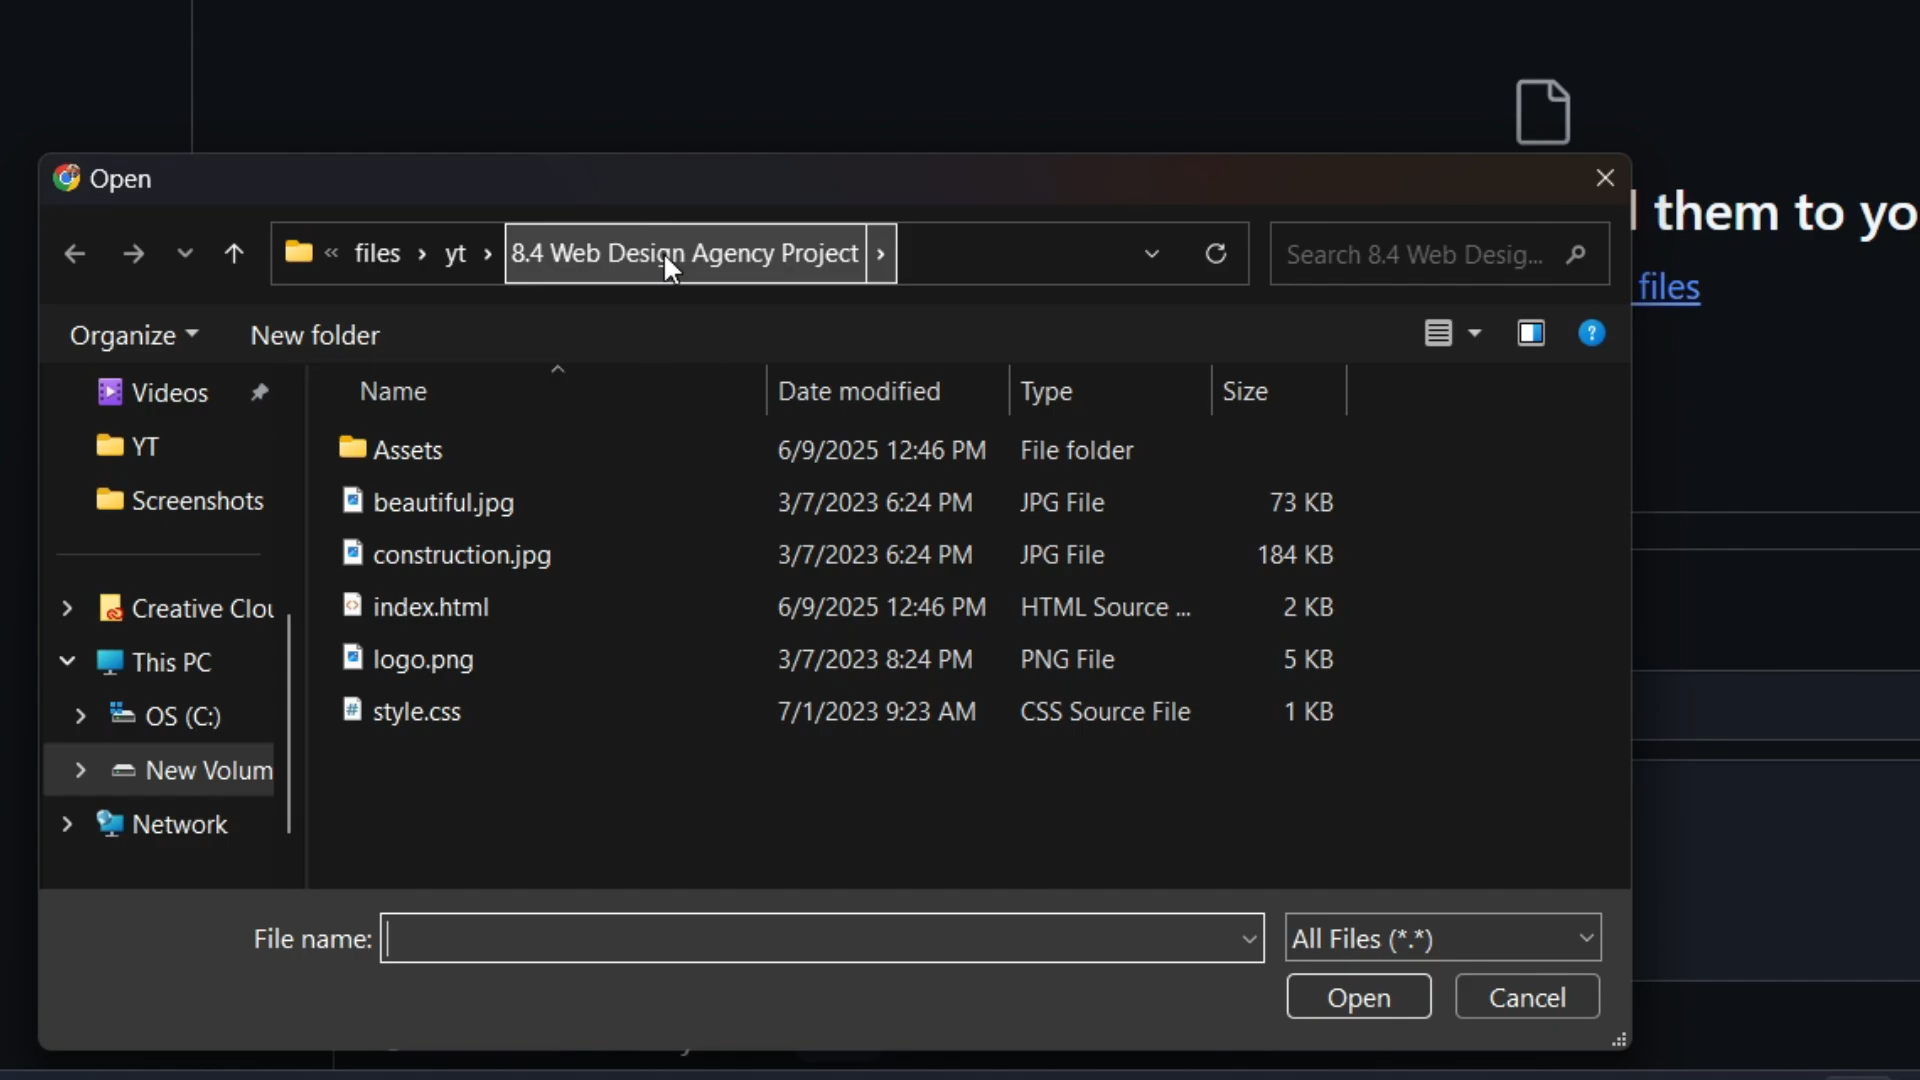 them to yo
files
Open
« files › yt › 8.4 Web Design Agency Project ›
Search 8.4 Web Desig...
Organize
New folder
Videos
YT
Screenshots
Creative Clou
This PC
OS (C:)
New Volum
Network
Name Date modified Type Size
Assets 6/9/2025 12:46 PM File folder
beautiful.jpg 3/7/2023 6:24 PM JPG File 73 KB
construction.jpg 3/7/2023 6:24 PM JPG File 184 KB
index.html 6/9/2025 12:46 PM HTML Source ... 2 KB
logo.png 3/7/2023 8:24 PM PNG File 5 KB
style.css 7/1/2023 9:23 AM CSS Source File 1 KB
File name:
All Files (*.*)
Open
Cancel